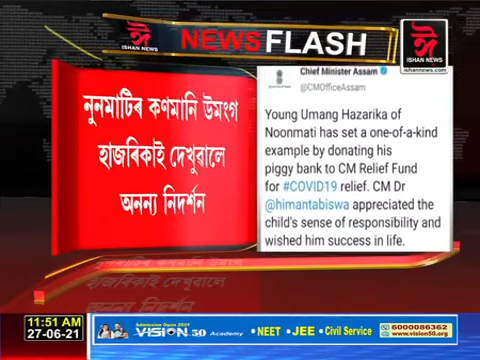 ISHAN NEWS
NEWS FLASH
ঈ
ISHAN NEWS
ishannews.com
নুনমাটিৰ কণমানি উমংগ
হাজৰিকাই দেখুৱালে
অনন্য নিদৰ্শন
Chief Minister Assam
@CMOfficeAssam
Young Umang Hazarika of
Noonmati has set a one-of-a-kind
example by donating his
piggy bank to CM Relief Fund
for #COVID19 relief. CM Dr
@himantabiswa appreciated the
child's sense of responsibility and
wished him success in life.
11:51 AM
27-06-21
Admission Open 2021
VISION 50 Academy
• NEET • JEE • Civil Service
6000086362
www.vision50.org